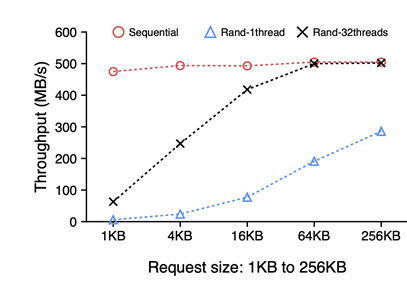 Sequential Rand-1thread Rand-32threads
Throughput (MB/s)
600
500
400
300
200
100
0
1KB 4KB 16KB 64KB 256KB
Request size: 1KB to 256KB